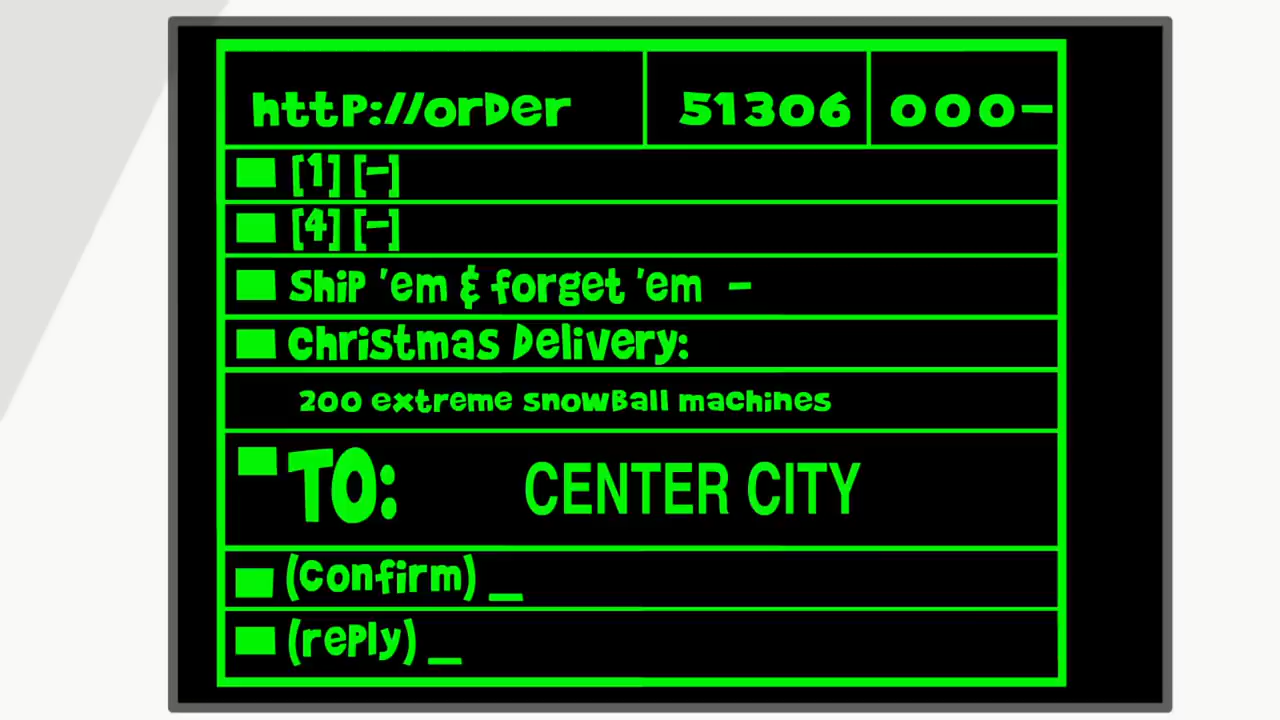 http://order 51306 000-
[1] [-]
[4] [-]
Ship 'em & forget 'em -
Christmas Delivery:
200 extreme snowball machines
TO: CENTER CITY
(Confirm) _
(reply) _